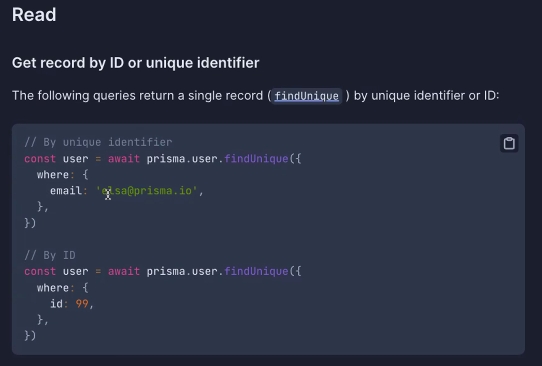 Read
Get record by ID or unique identifier
The following queries return a single record ( findUnique ) by unique identifier or ID:
// By unique identifier
const user = await prisma.user.findUnique({
  where: {
    email: 'elsa@prisma.io',
  },
})
// By ID
const user = await prisma.user.findUnique({
  where: {
    id: 99,
  },
})